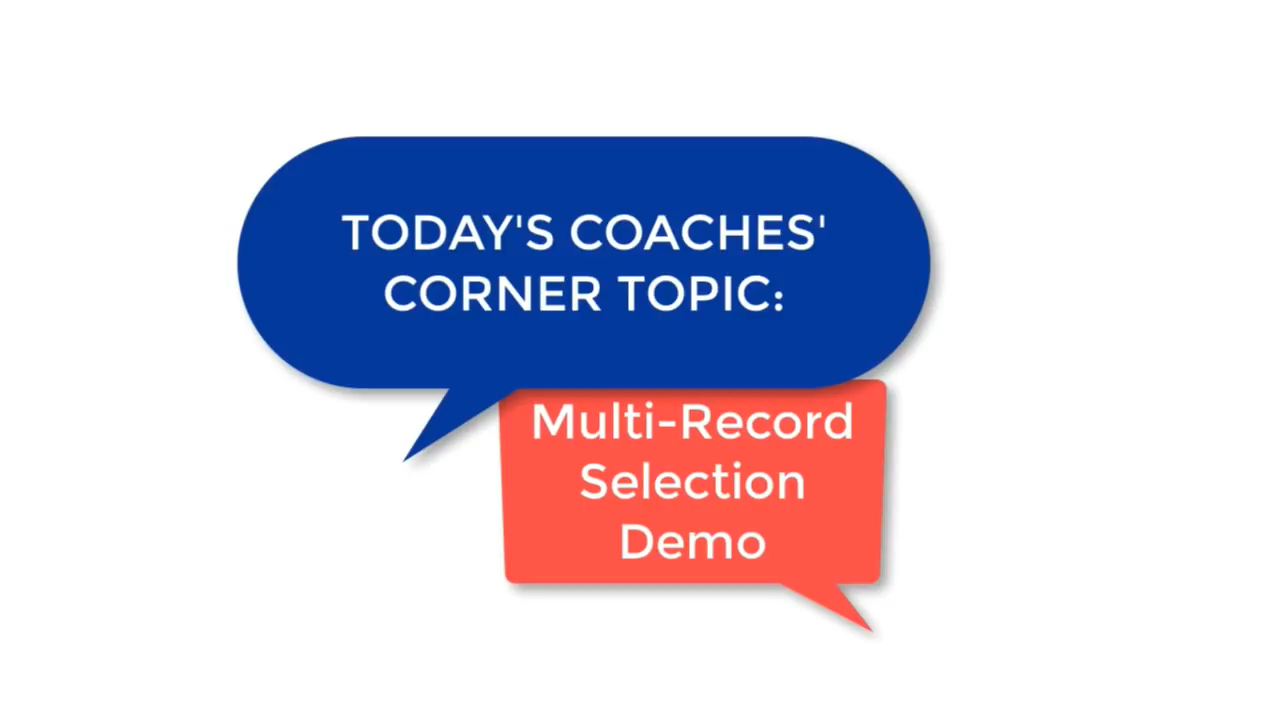 TODAY'S COACHES'
CORNER TOPIC:
Multi-Record
Selection
Demo